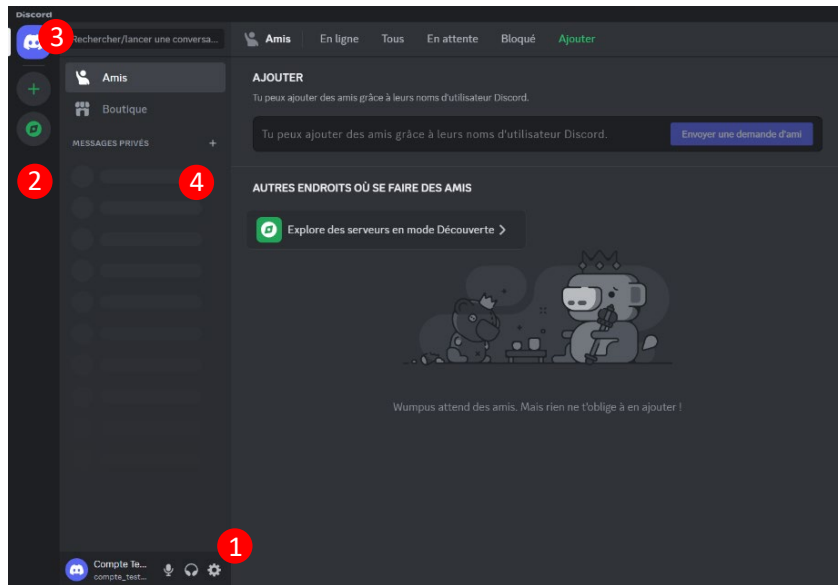 Discord
3
Rechercher/lancer une conversa...
Amis
En ligne
Tous
En attente
Bloqué
Ajouter
Amis
Boutique
MESSAGES PRIVÉS
AJOUTER
Tu peux ajouter des amis grâce à leurs noms d'utilisateur Discord.
Tu peux ajouter des amis grâce à leurs noms d'utilisateur Discord.
Envoyer une demande d'ami
2
4
AUTRES ENDROITS OÙ SE FAIRE DES AMIS
Explore des serveurs en mode Découverte
Wumpus attend des amis. Mais rien ne t'oblige à en ajouter !
1
Compte Te...
compte_test...